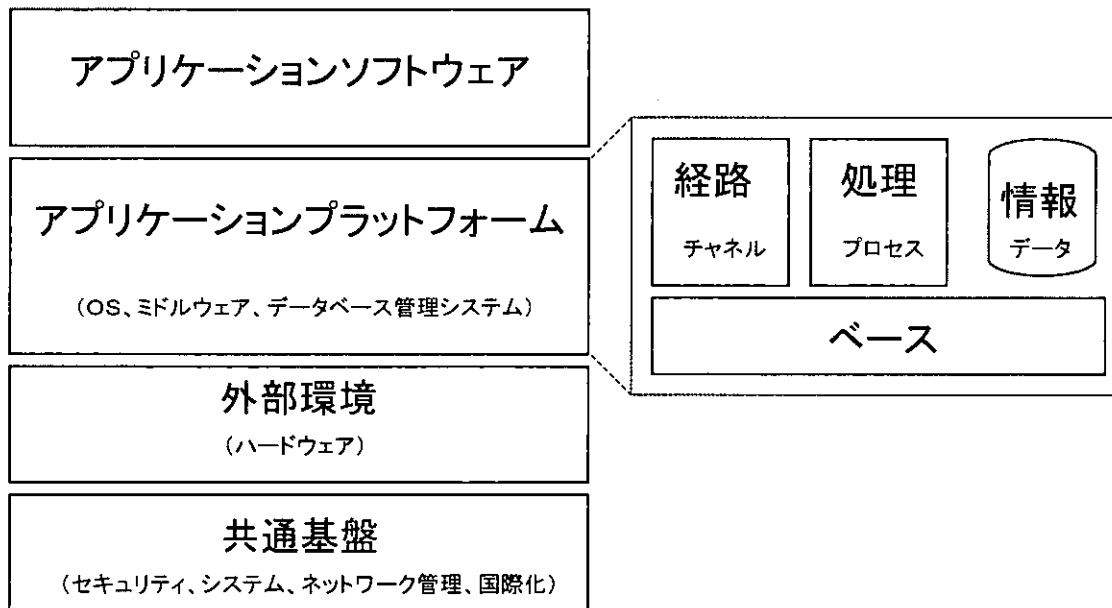 アプリケーションソフトウェア
アプリケーションプラットフォーム
(OS、ミドルウェア、データベース管理システム)
外部環境
(ハードウェア)
共通基盤
(セキュリティ、システム、ネットワーク管理、国際化)
経路
チャネル
処理
プロセス
情報
データ
ベース